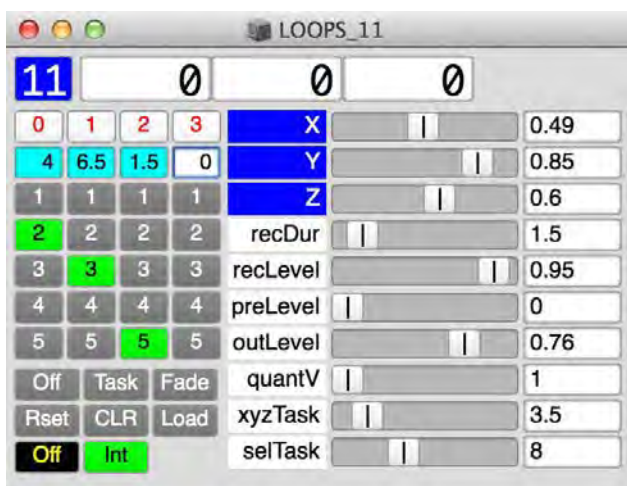 LOOPS_11
11 0 0 0
0 1 2 3 X 0.49
4 6.5 1.5 0 Y 0.85
1 1 1 1 Z 0.6
2 2 2 2 recDur 1.5
3 3 3 3 recLevel 0.95
4 4 4 4 preLevel 0
5 5 5 5 outLevel 0.76
Off Task Fade quantV 1
Rset CLR Load xyzTask 3.5
Off Int selTask 8